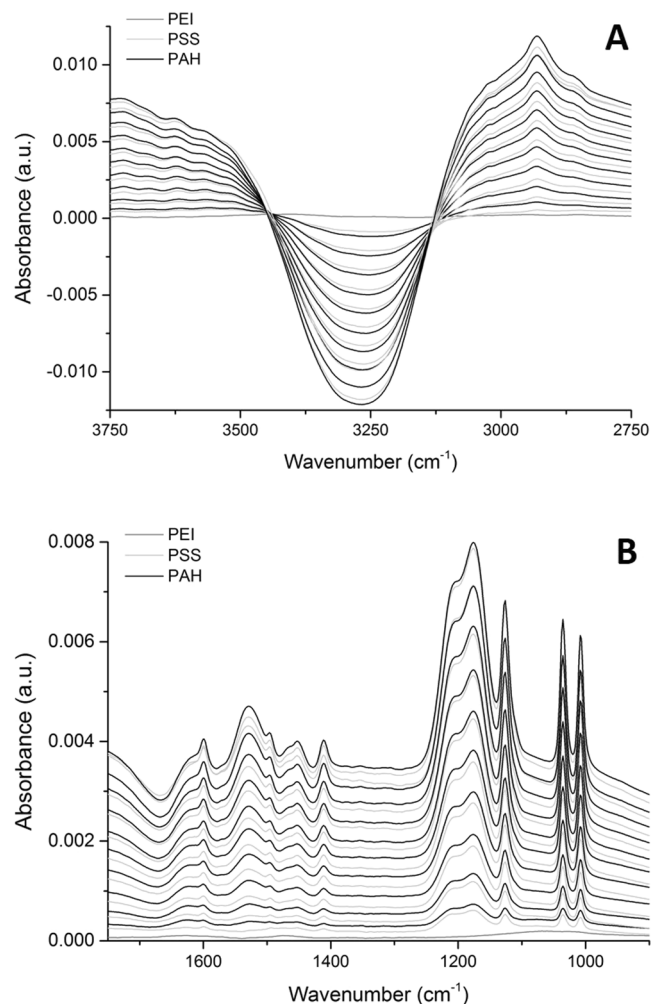 PEI
PSS
PAH
A
0.010
0.005
0.000
-0.005
-0.010
Absorbance (a.u.)
3750 3500 3250 3000 2750
Wavenumber (cm⁻¹)
PEI
PSS
PAH
B
0.008
0.006
0.004
0.002
0.000
Absorbance (a.u.)
1600 1400 1200 1000
Wavenumber (cm⁻¹)